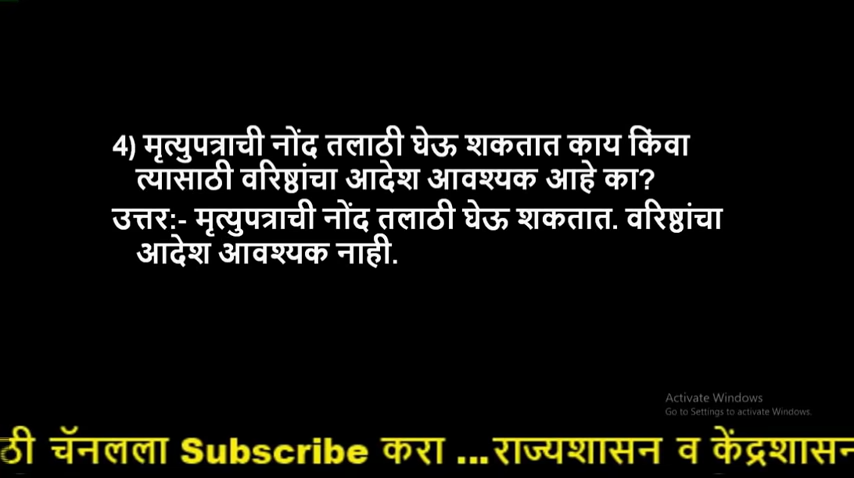 4) मृत्युपत्राची नोंद तलाठी घेऊ शकतात काय किंवा
त्यासाठी वरिष्ठांचा आदेश आवश्यक आहे का?
उत्तर:- मृत्युपत्राची नोंद तलाठी घेऊ शकतात. वरिष्ठांचा
आदेश आवश्यक नाही.
Activate Windows
Go to Settings to activate Windows.
ठी चॅनलला Subscribe करा ...राज्यशासन व केंद्रशासन